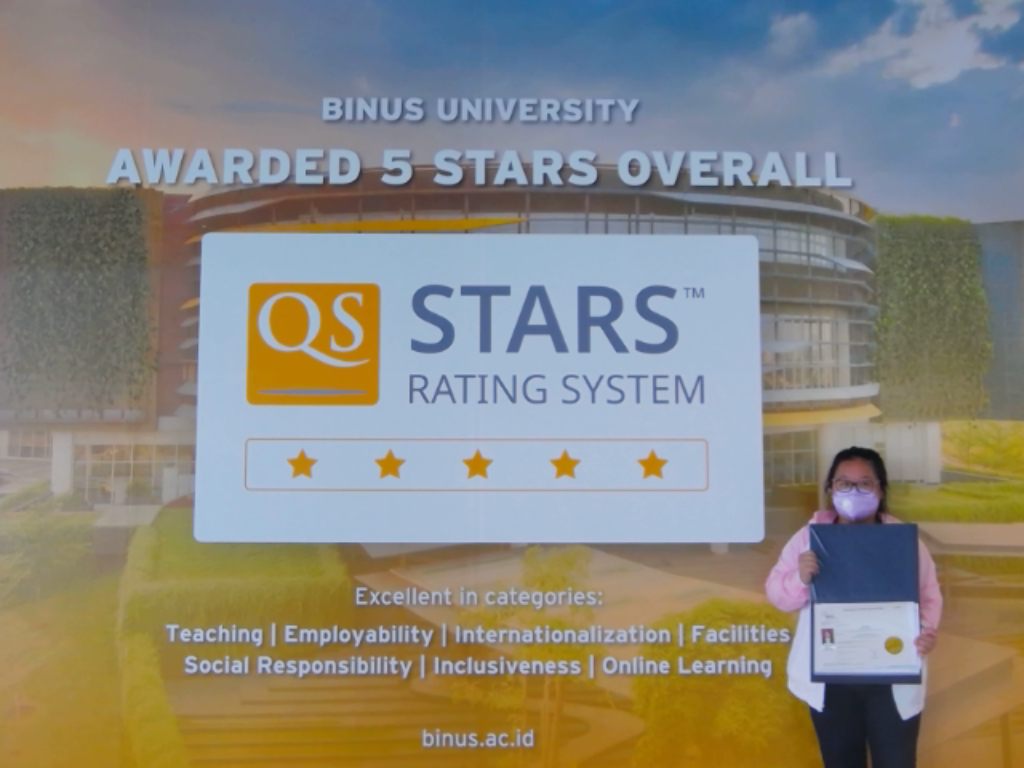 BINUS UNIVERSITY
AWARDED 5 STARS OVERALL
QS
STARS™
RATING SYSTEM
Excellent in categories:
Teaching | Employability | Internationalization | Facilities
Social Responsibility | Inclusiveness | Online Learning
binus.ac.id